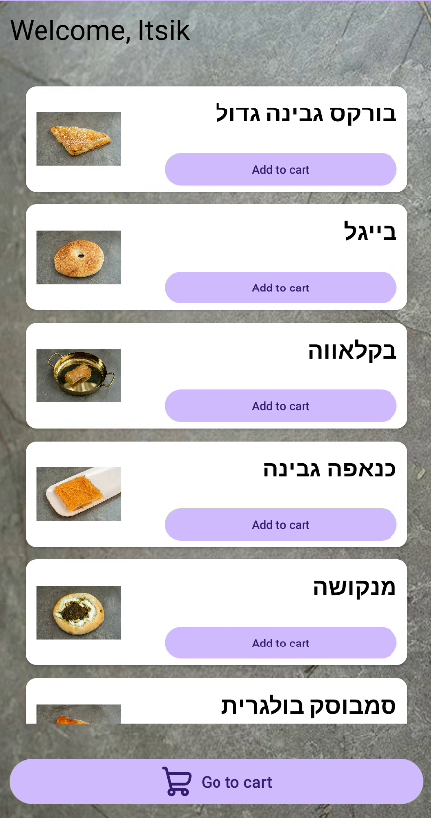 Welcome, Itsik
בורקס גבינה גדול
Add to cart
בייגל
Add to cart
בקלאווה
Add to cart
כנאפה גבינה
Add to cart
מנקושה
Add to cart
סמבוסק בולגרית
Go to cart